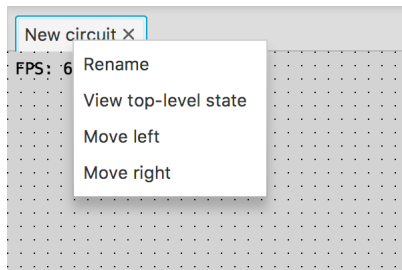 New circuit ×
FPS: 6
Rename
View top-level state
Move left
Move right